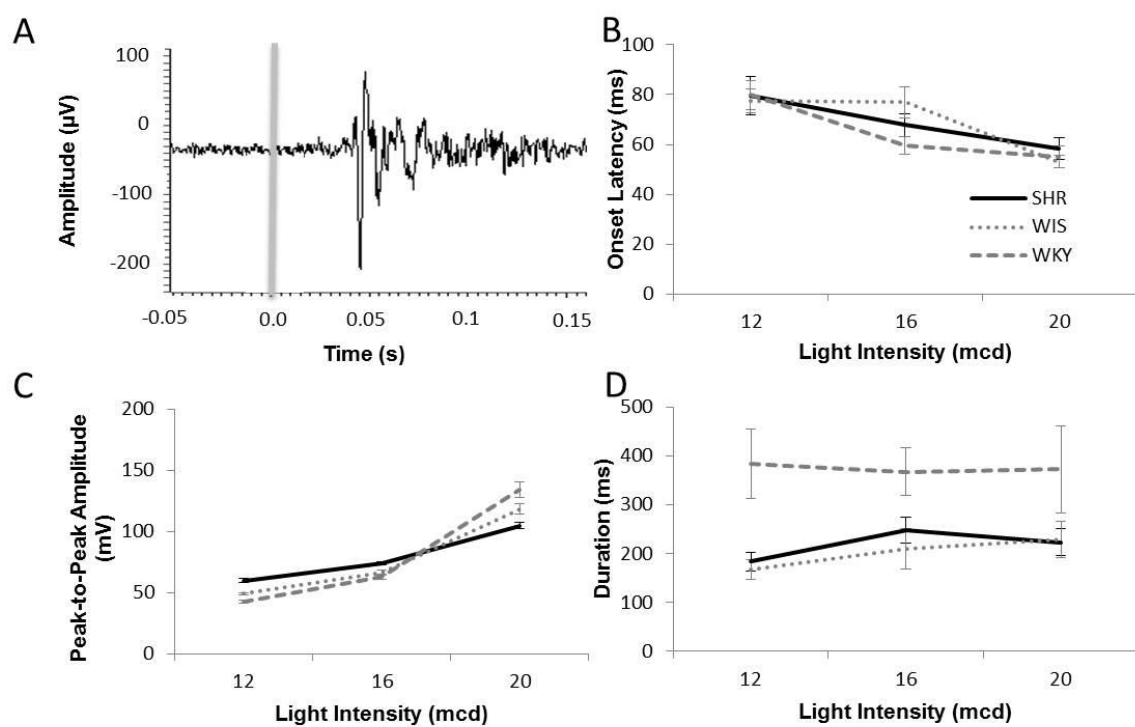 A
Amplitude (µV)
100
0
-100
-200
-0.05
0.0
0.05
0.1
0.15
Time (s)
B
Onset Latency (ms)
100
80
60
40
20
0
SHR
WIS
WKY
12
16
20
Light Intensity (mcd)
C
Peak-to-Peak Amplitude
(mV)
200
150
100
50
0
12
16
20
Light Intensity (mcd)
D
Duration (ms)
500
400
300
200
100
0
12
16
20
Light Intensity (mcd)